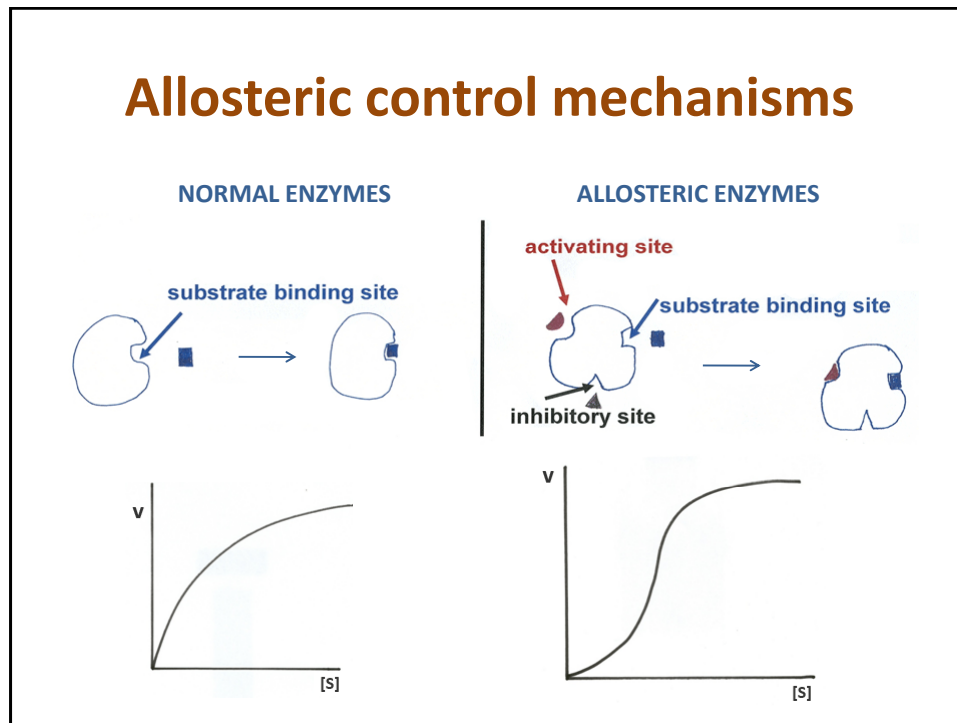 Allosteric control mechanisms
NORMAL ENZYMES
substrate binding site
v
[S]
ALLOSTERIC ENZYMES
activating site
substrate binding site
inhibitory site
v
[S]